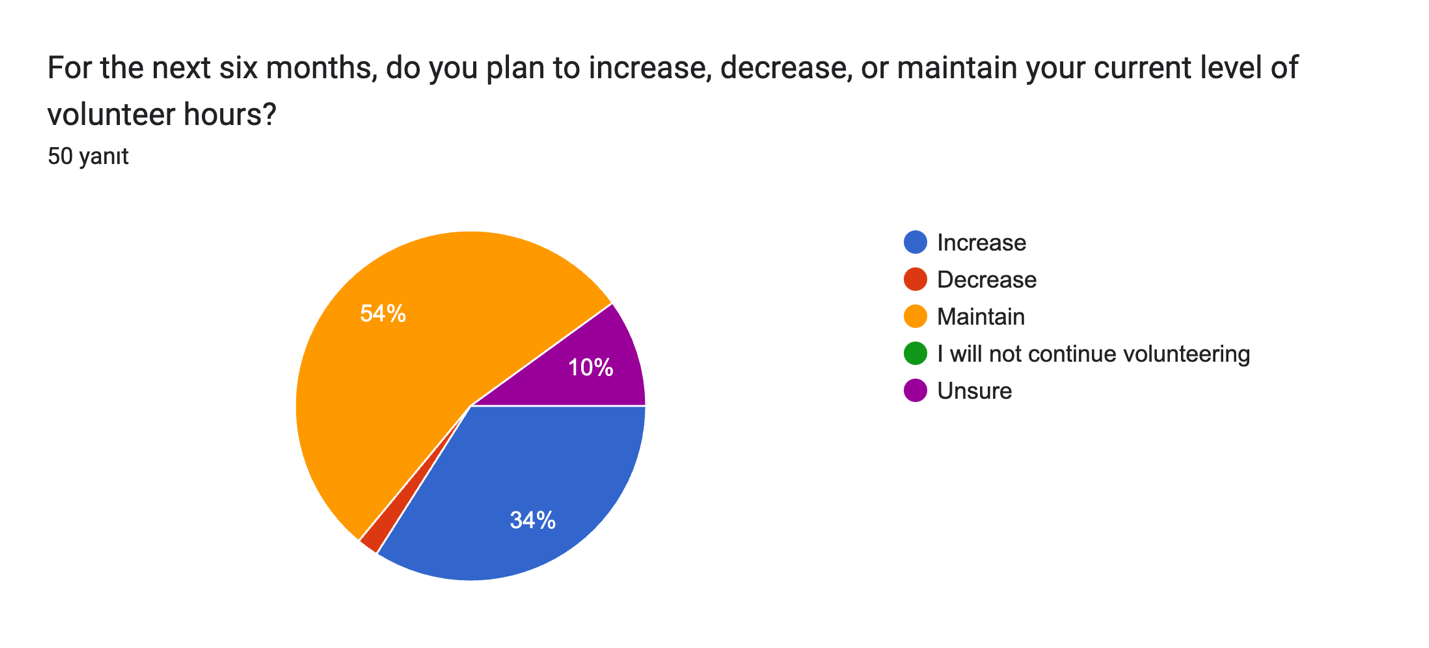 For the next six months, do you plan to increase, decrease, or maintain your current level of
volunteer hours?
50 yanıt
54%
10%
34%
Increase
Decrease
Maintain
I will not continue volunteering
Unsure